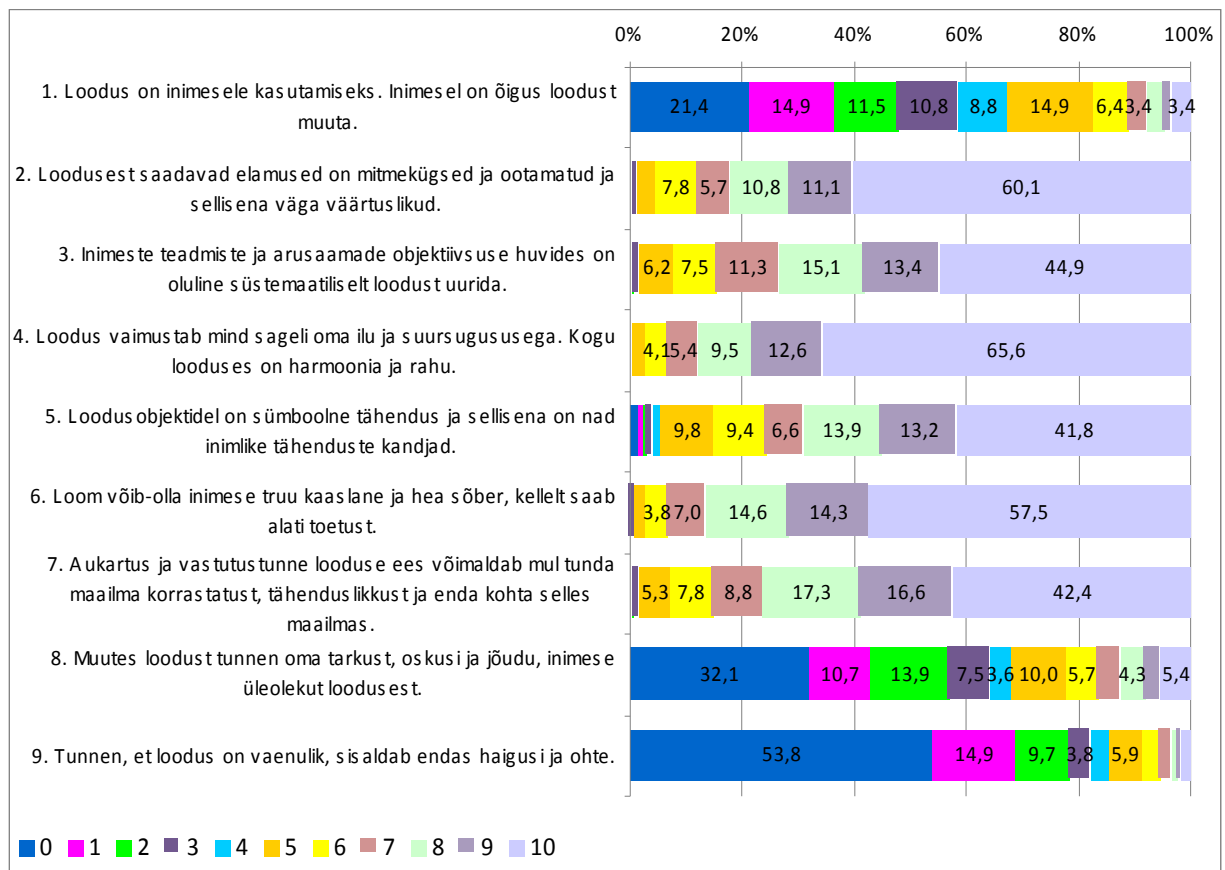 0% 20% 40% 60% 80% 100%
1. Loodus on inimesele kasutamiseks. Inimesel on õigus loodust
muuta.
21,4 14,9 11,5 10,8 8,8 14,9 6,4 3,4 3,4
2. Loodusest saadavad elamused on mitmekügsed ja ootamatud ja
sellisena väga väärtuslikud.
7,8 5,7 10,8 11,1 60,1
3. Inimeste teadmiste ja arusaamade objektiivsuse huvides on
oluline süstemaatiliselt loodust uurida.
6,2 7,5 11,3 15,1 13,4 44,9
4. Loodus vaimustab mind sageli oma ilu ja suursugususega. Kogu
looduses on harmoonia ja rahu.
4,1 5,4 9,5 12,6 65,6
5. Loodusobjektidel on sümboolne tähendus ja sellisena on nad
inimlike tähenduste kandjad.
9,8 9,4 6,6 13,9 13,2 41,8
6. Loom võib-olla inimese truu kaaslane ja hea sõber, kellelt saab
alati toetust.
3,8 7,0 14,6 14,3 57,5
7. Aukartus ja vastutustunne looduse ees võimaldab mul tunda
maailma korrastatust, tähenduslikkust ja enda kohta selles
maailmas.
5,3 7,8 8,8 17,3 16,6 42,4
8. Muutes loodust tunnen oma tarkust, oskusi ja jõudu, inimese
üleolekut loodusest.
32,1 10,7 13,9 7,5 3,6 10,0 5,7 4,3 5,4
9. Tunnen, et loodus on vaenulik, sisaldab endas haigusi ja ohte.
53,8 14,9 9,7 3,8 5,9
0 1 2 3 4 5 6 7 8 9 10